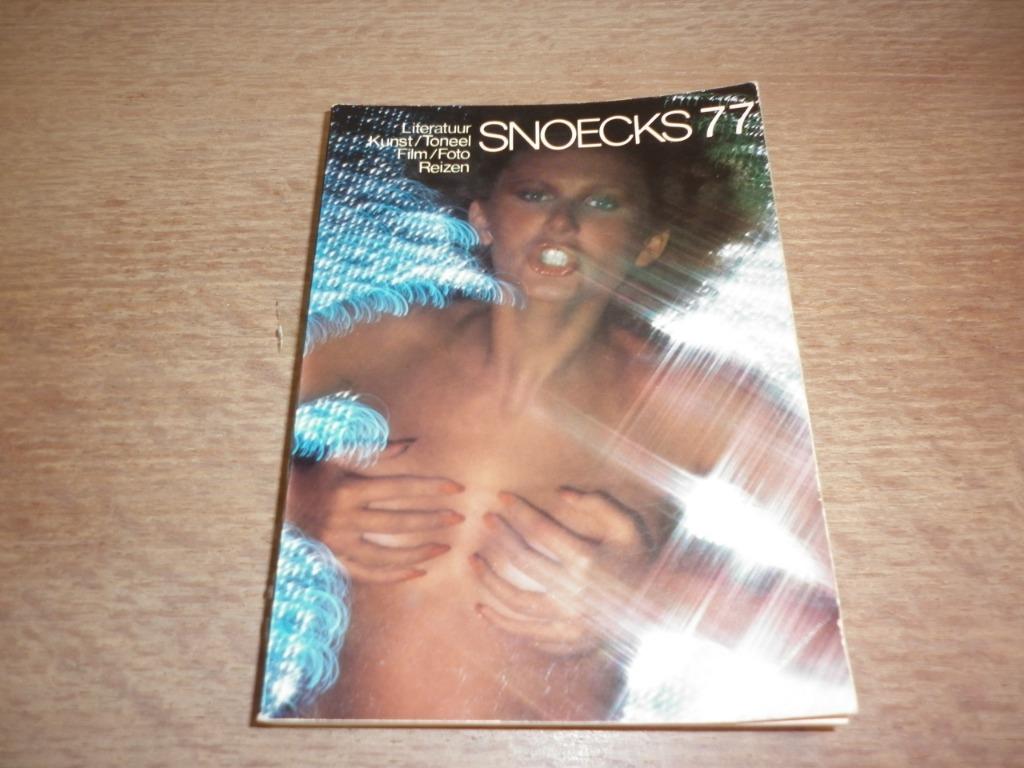 Literatuur
Kunst/Toneel
Film/Foto
Reizen
SNOECKS 77